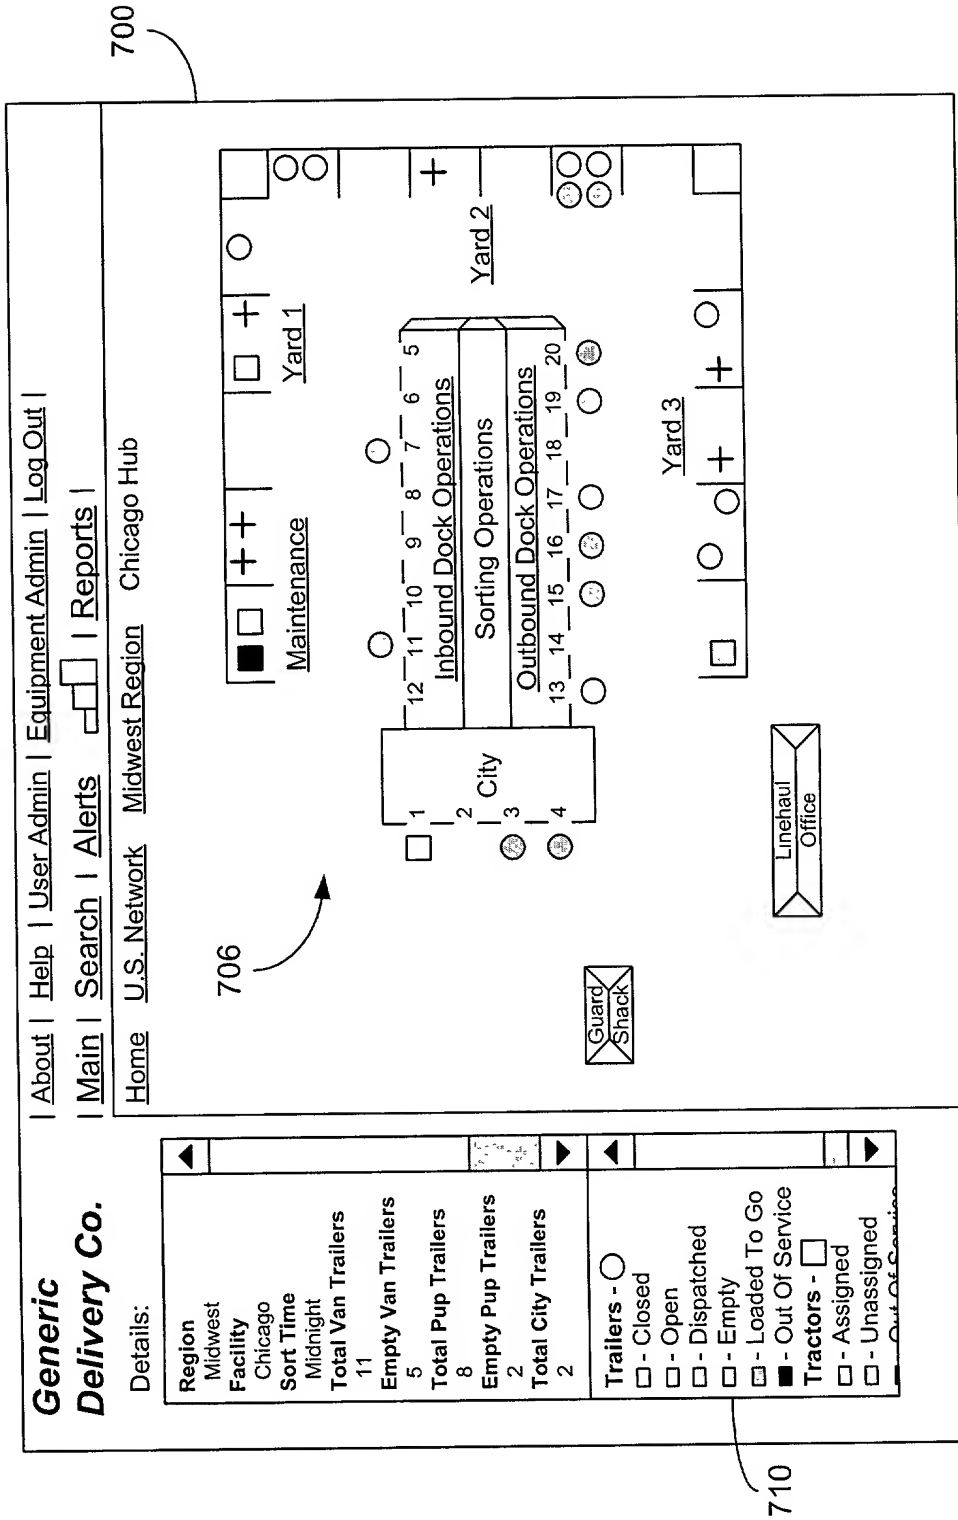 700
Generic
Delivery Co.
| About | Help | User Admin | Equipment Admin | Log Out |
| Main | Search | Alerts | Reports |
Home U.S. Network Midwest Region Chicago Hub
Details:
Region
Midwest
Facility
Chicago
Sort Time
Midnight
Total Van Trailers
11
Empty Van Trailers
5
Total Pup Trailers
8
Empty Pup Trailers
2
Total City Trailers
2
Trailers -
- Closed
- Open
- Dispatched
- Empty
- Loaded To Go
- Out Of Service
Tractors -
- Assigned
- Unassigned
- Out Of Service
710
706
Maintenance
Yard 1
Yard 2
12 11 10 9 8 7 6 5
Inbound Dock Operations
Sorting Operations
Outbound Dock Operations
13 14 15 16 17 18 19 20
City
1
2
3
4
Yard 3
Guard
Shack
Linehaul
Office